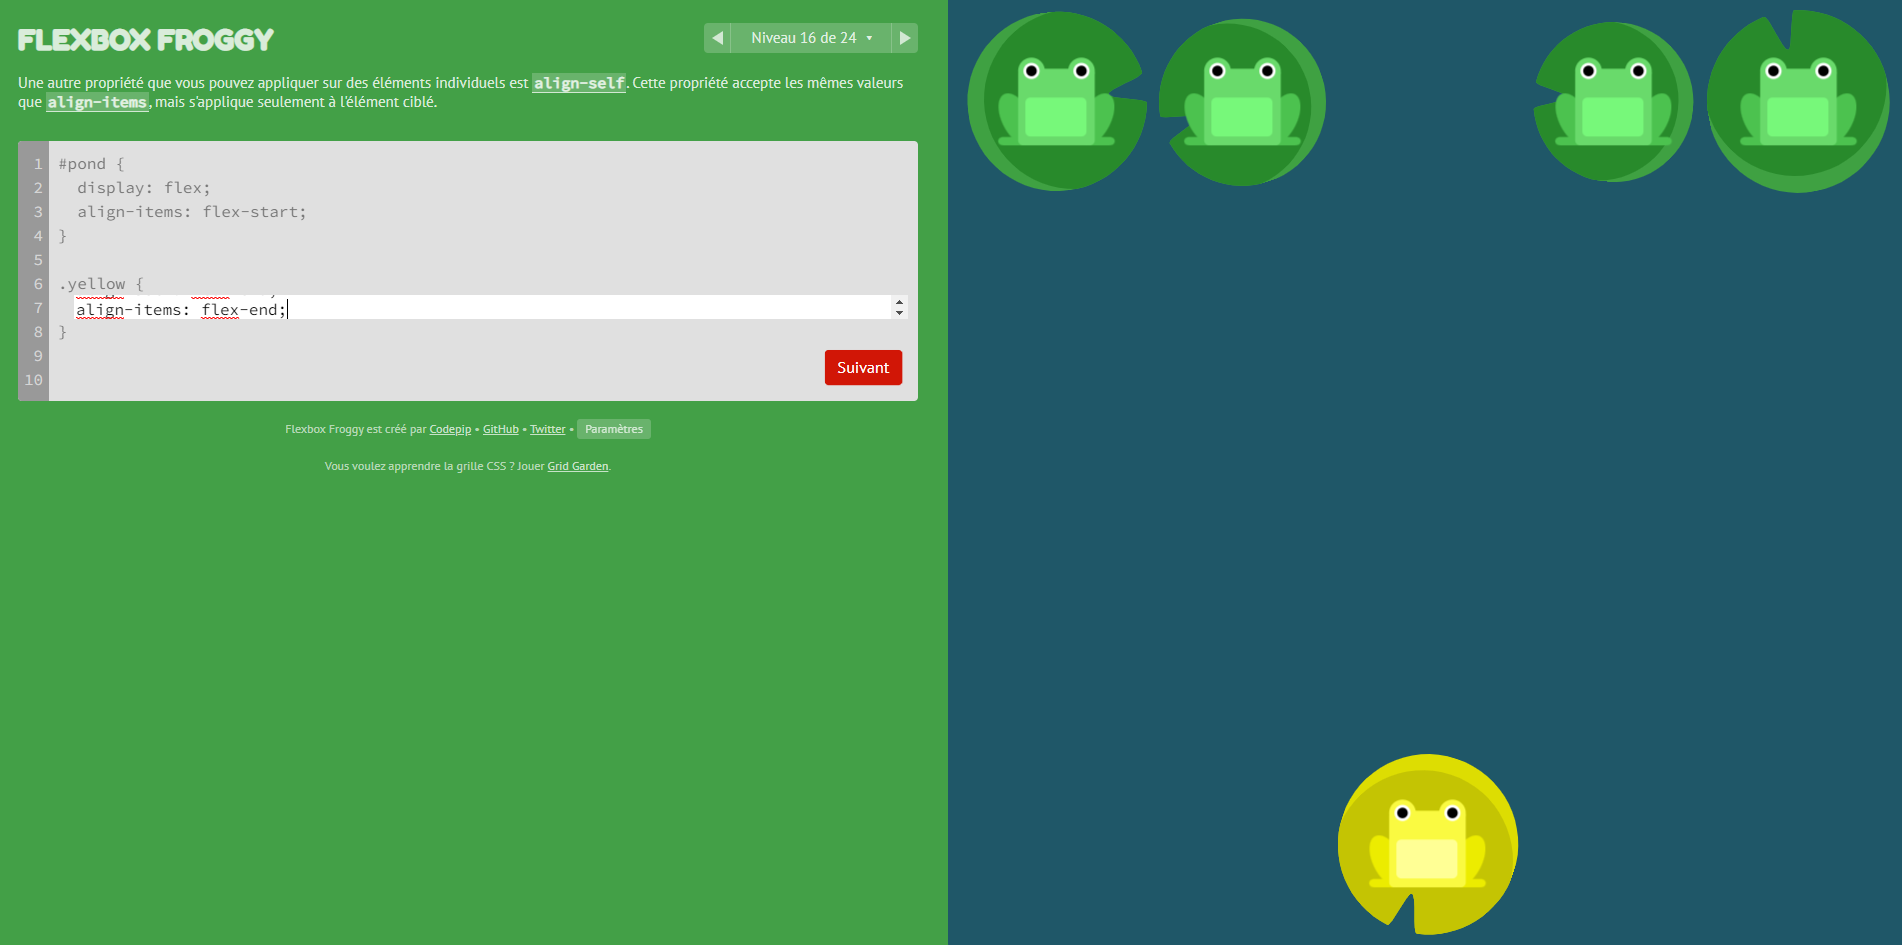 FLEXBOX FROGGY
Niveau 16 de 24
Une autre propriété que vous pouvez appliquer sur des éléments individuels est align-self. Cette propriété accepte les mêmes valeurs
que align-items, mais s'applique seulement à l'élément ciblé.
1 #pond {
2 display: flex;
3 align-items: flex-start;
4 }
5
6 .yellow {
7 align-items: flex-end;
8 }
9
10
Suivant
Flexbox Froggy est créé par Codepip • GitHub • Twitter • Paramètres
Vous voulez apprendre la grille CSS ? Jouer Grid Garden.